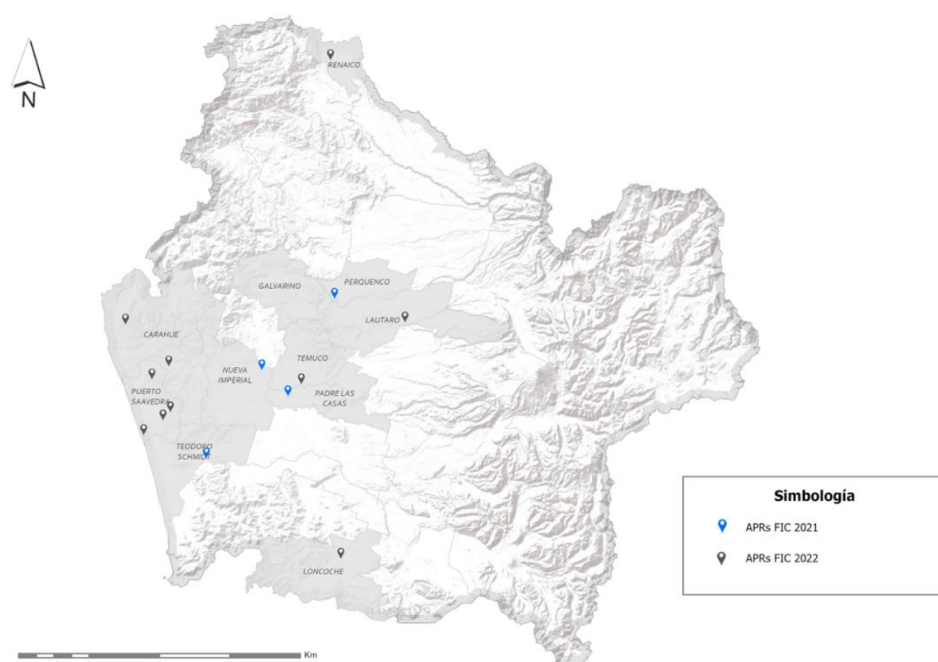 N
RENAICO
GALVARINO
PERQUENCO
LAUTARO
CARAHUE
NUEVA
IMPERIAL
TEMUCO
PUERTO
SAAVEDRA
PADRE LAS
CASAS
TEODORO
SCHMIDT
LONCOCHE
Simbología
APRs FIC 2021
APRs FIC 2022
Km